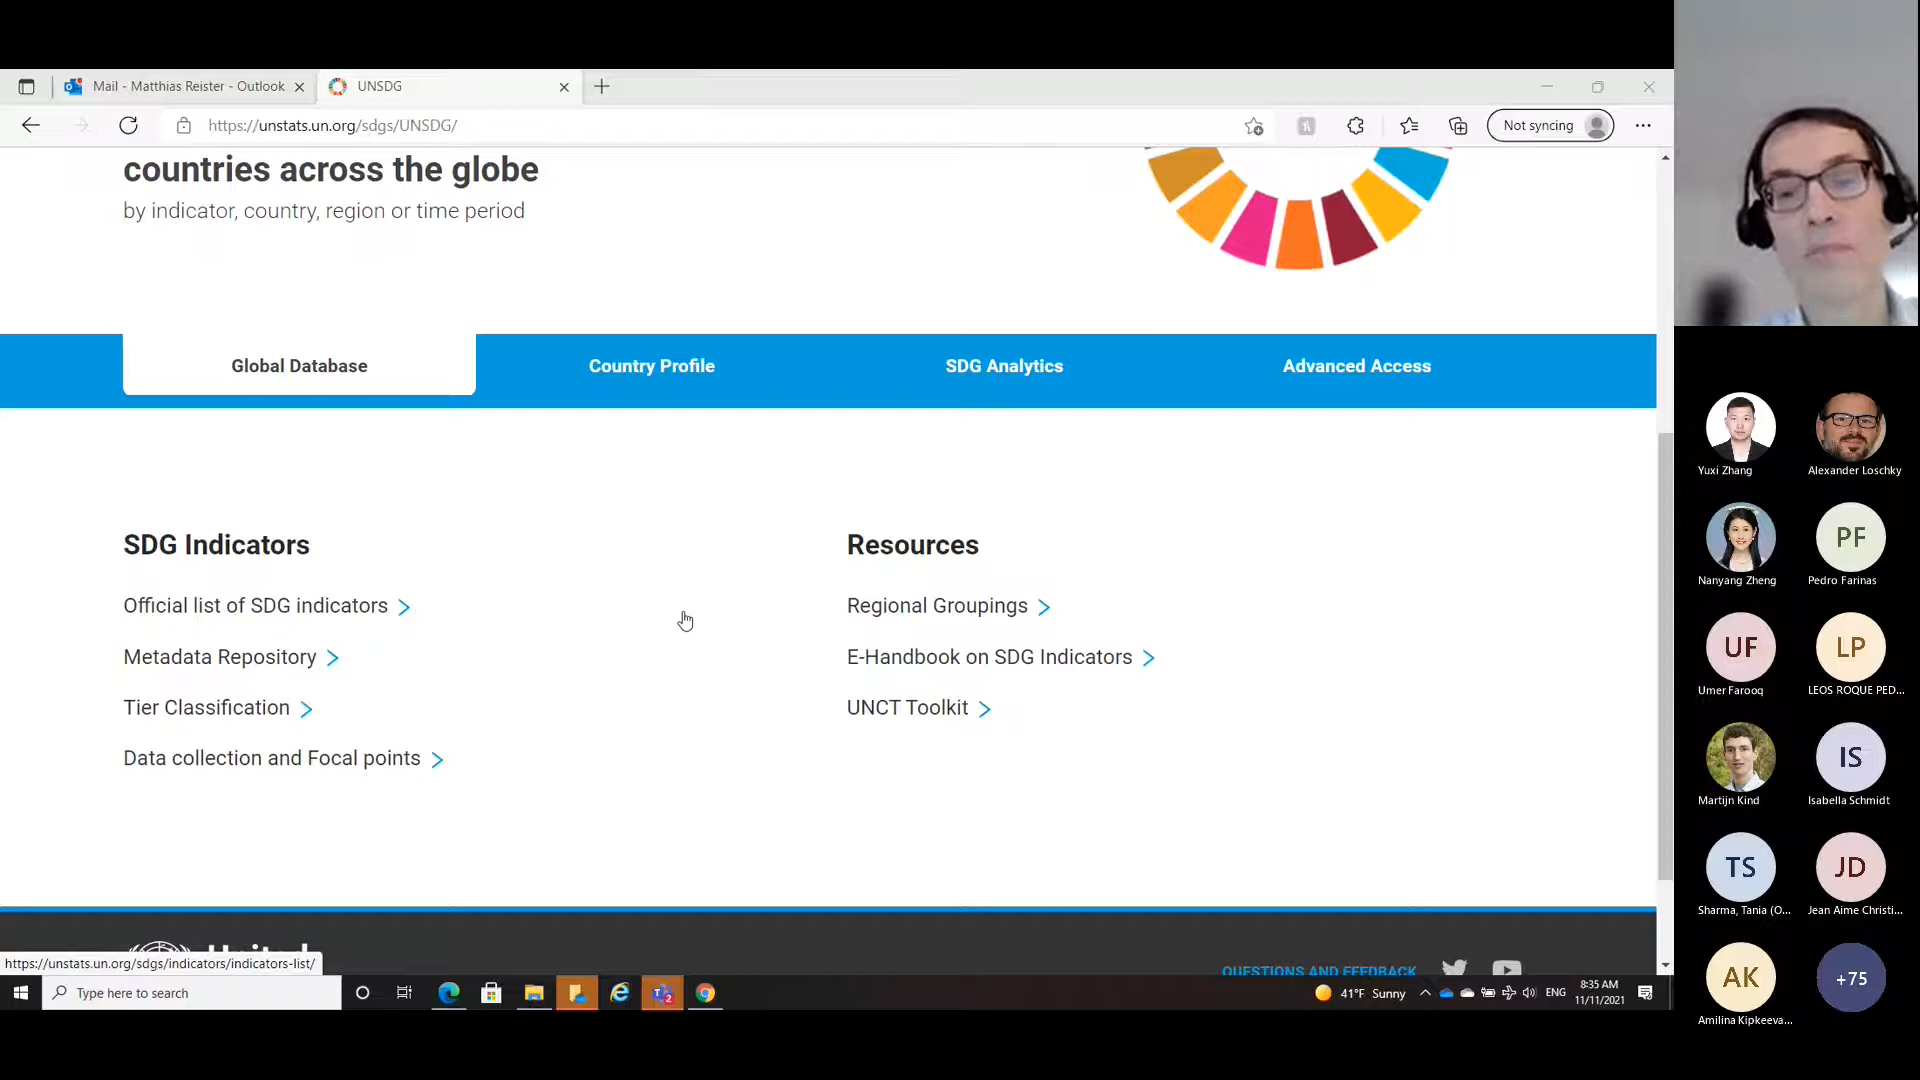 Mail - Matthias Reister - Outlook
UNSDG
https://unstats.un.org/sdgs/UNSDG/
Not syncing
countries across the globe
by indicator, country, region or time period
Global Database
Country Profile
SDG Analytics
Advanced Access
SDG Indicators
Official list of SDG indicators
Metadata Repository
Tier Classification
Data collection and Focal points
Resources
Regional Groupings
E-Handbook on SDG Indicators
UNCT Toolkit
United
QUESTIONS AND FEEDBACK
https://unstats.un.org/sdgs/indicators/indicators-list/
Type here to search
41°F Sunny
ENG
8:35 AM
11/11/2021
Yuxi Zhang
Alexander Loschky
Nanyang Zheng
PF
Pedro Farinas
UF
Umer Farooq
LP
LEOS ROQUE PED...
Martijn Kind
IS
Isabella Schmidt
TS
Sharma, Tania (O...
JD
Jean Aime Christi...
AK
Amilina Kipkeeva...
+75